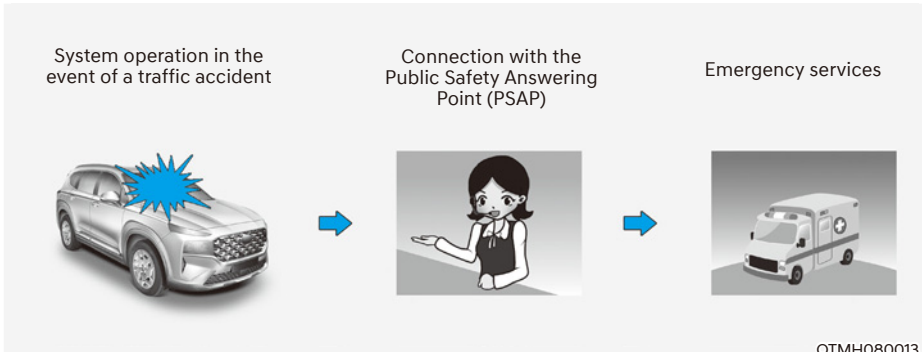 System operation in the
event of a traffic accident
Connection with the
Public Safety Answering
Point (PSAP)
Emergency services
OTMH080013